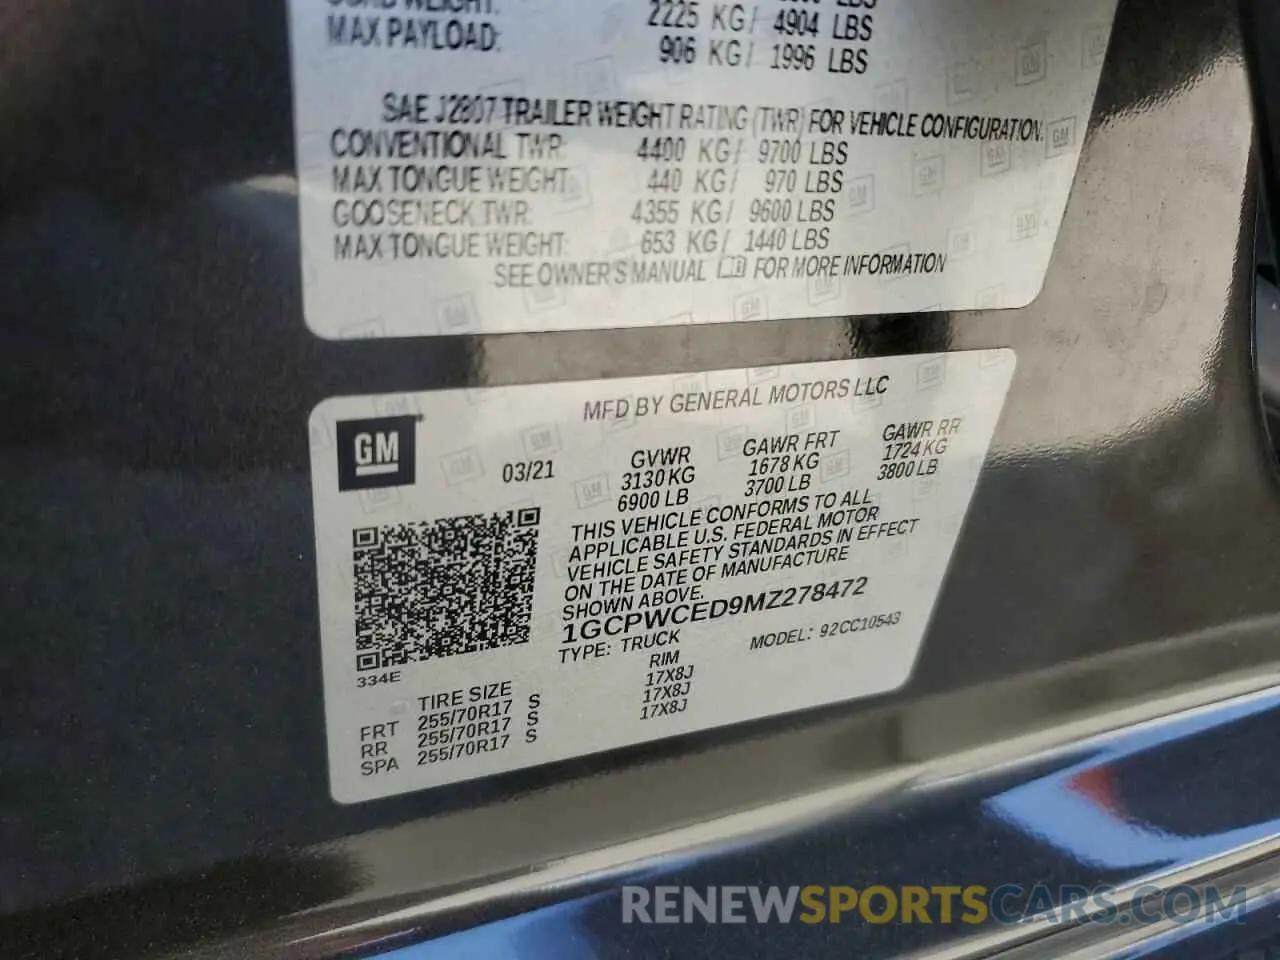 MAX PAYLOAD:
2225 KG/ 4904 LBS
906 KG/ 1996 LBS
SAE J2807 TRAILER WEIGHT RATING (TWR) FOR VEHICLE CONFIGURATION.
CONVENTIONAL TWR: 4400 KG/ 9700 LBS
MAX TONGUE WEIGHT: 440 KG/ 970 LBS
GOOSENECK TWR: 4355 KG/ 9600 LBS
MAX TONGUE WEIGHT: 653 KG/ 1440 LBS
SEE OWNER'S MANUAL FOR MORE INFORMATION
MFD BY GENERAL MOTORS LLC
GM
03/21
GVWR GAWR FRT GAWR RR
3130 KG 1678 KG 1724 KG
6900 LB 3700 LB 3800 LB
THIS VEHICLE CONFORMS TO ALL
APPLICABLE U.S. FEDERAL MOTOR
VEHICLE SAFETY STANDARDS IN EFFECT
ON THE DATE OF MANUFACTURE
SHOWN ABOVE.
1GCPWCED9MZ278472
TYPE: TRUCK MODEL: 92CC10543
334E
TIRE SIZE RIM
FRT 255/70R17 S 17X8J
RR 255/70R17 S 17X8J
SPA 255/70R17 S 17X8J
RENEWSPORTSCARS.COM